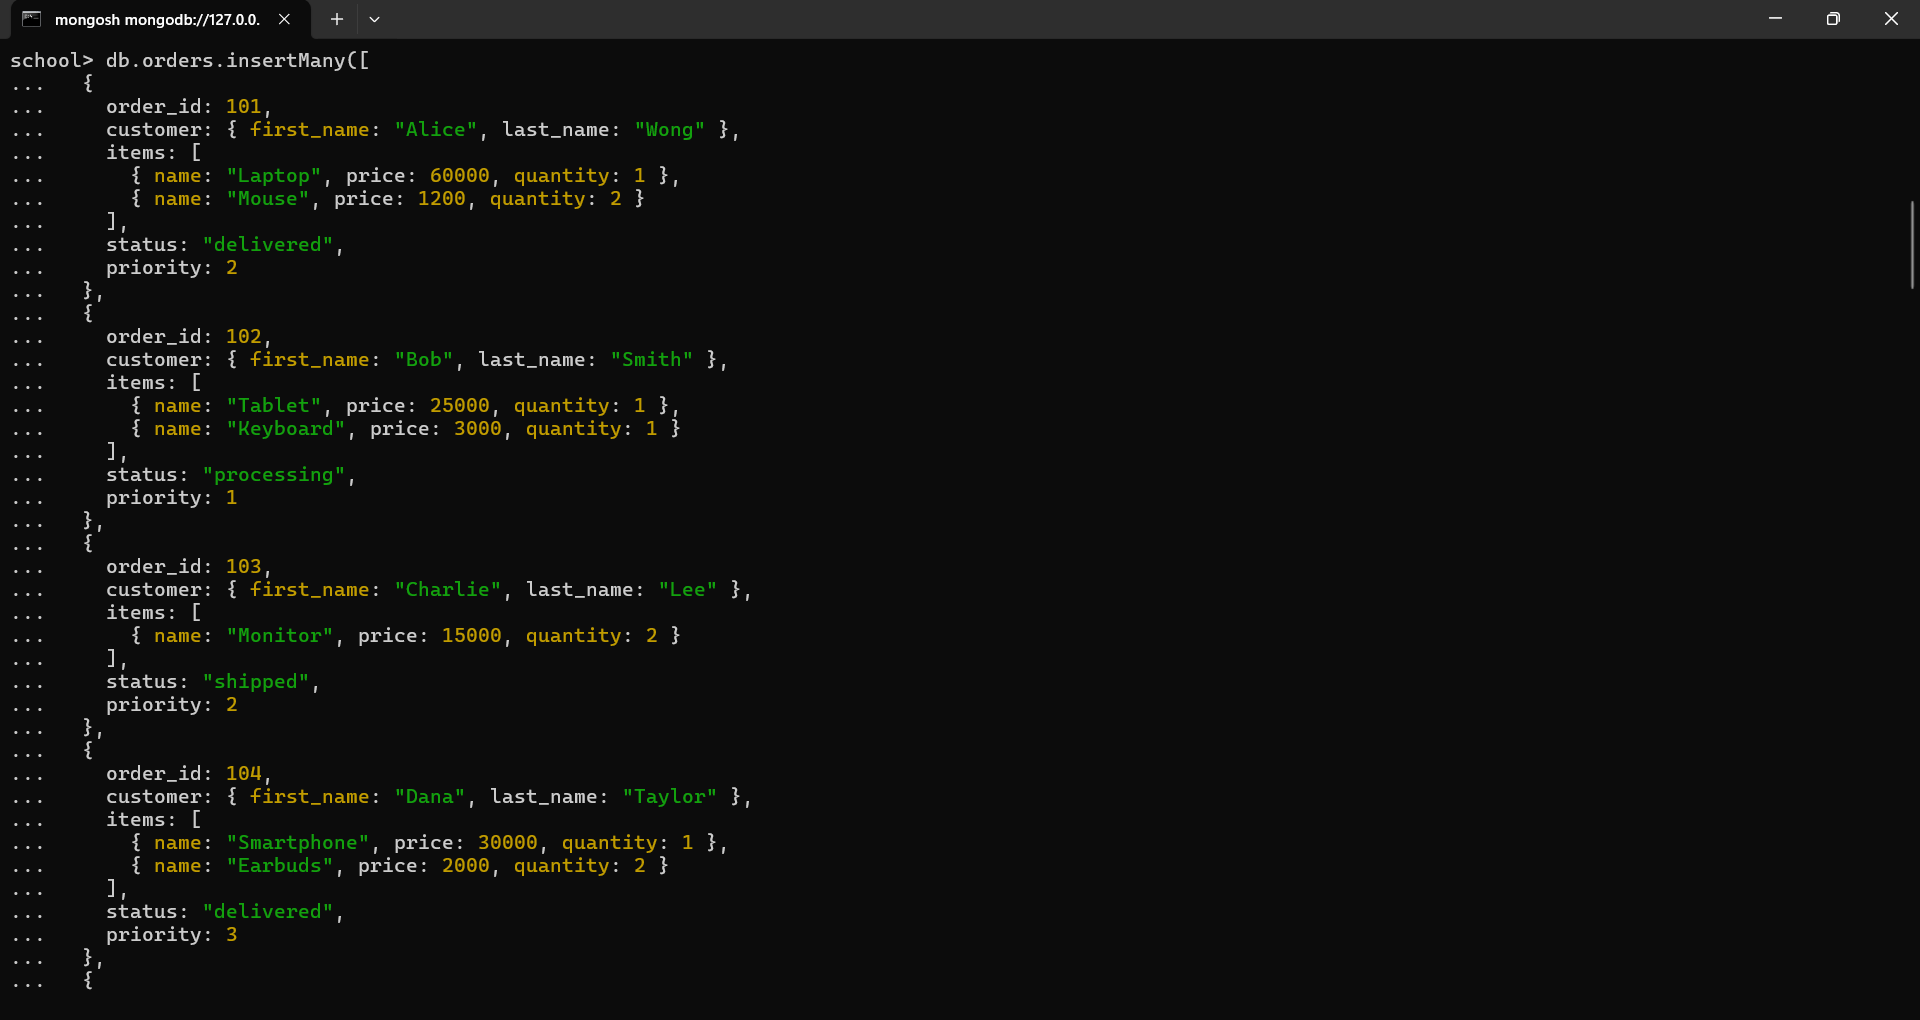 mongosh mongodb://127.0.0.
school> db.orders.insertMany([
...   {
...     order_id: 101,
...     customer: { first_name: "Alice", last_name: "Wong" },
...     items: [
...       { name: "Laptop", price: 60000, quantity: 1 },
...       { name: "Mouse", price: 1200, quantity: 2 }
...     ],
...     status: "delivered",
...     priority: 2
...   },
...   {
...     order_id: 102,
...     customer: { first_name: "Bob", last_name: "Smith" },
...     items: [
...       { name: "Tablet", price: 25000, quantity: 1 },
...       { name: "Keyboard", price: 3000, quantity: 1 }
...     ],
...     status: "processing",
...     priority: 1
...   },
...   {
...     order_id: 103,
...     customer: { first_name: "Charlie", last_name: "Lee" },
...     items: [
...       { name: "Monitor", price: 15000, quantity: 2 }
...     ],
...     status: "shipped",
...     priority: 2
...   },
...   {
...     order_id: 104,
...     customer: { first_name: "Dana", last_name: "Taylor" },
...     items: [
...       { name: "Smartphone", price: 30000, quantity: 1 },
...       { name: "Earbuds", price: 2000, quantity: 2 }
...     ],
...     status: "delivered",
...     priority: 3
...   },
...   {